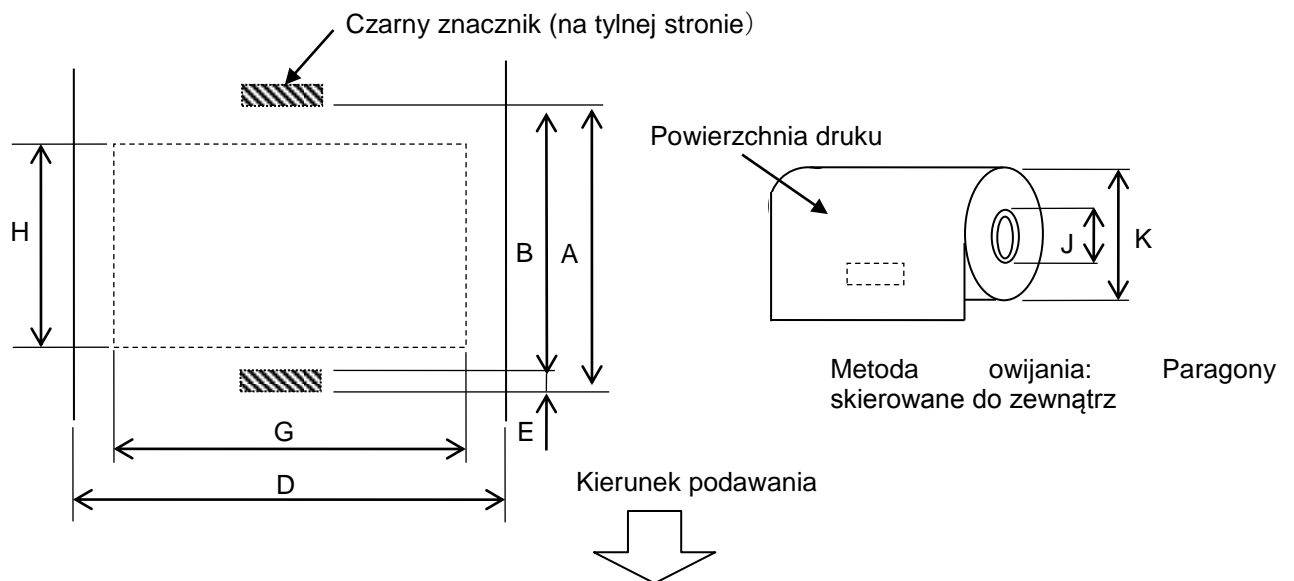 Czarny znacznik (na tylnej stronie）
Powierzchnia druku
H
B
A
J
K
Metoda owijania: Paragony
skierowane do zewnątrz
G
E
D
Kierunek podawania